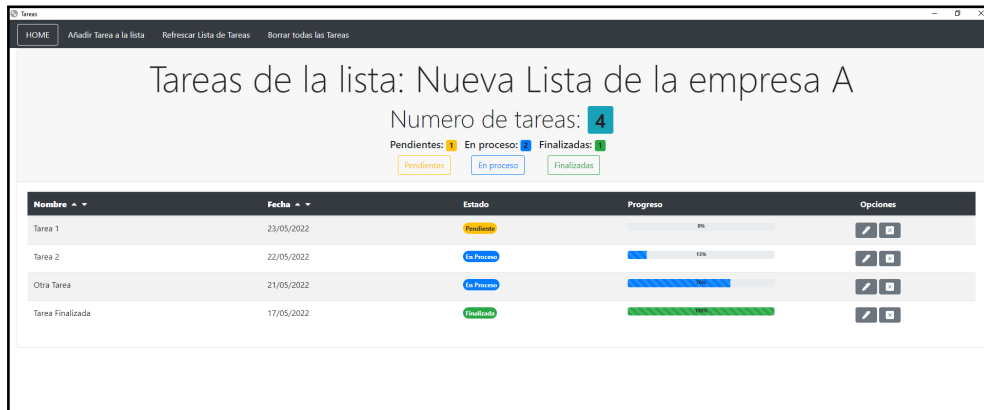 Tareas
HOME Añadir Tarea a la lista Refrescar Lista de Tareas Borrar todas las Tareas
Tareas de la lista: Nueva Lista de la empresa A
Numero de tareas: 4
Pendientes: 1 En proceso: 2 Finalizadas: 1
Pendientes En proceso Finalizadas
Nombre Fecha Estado Progreso Opciones
Tarea 1 23/05/2022 Pendiente 0%
Tarea 2 22/05/2022 En Proceso 13%
Otra Tarea 21/05/2022 En Proceso
Tarea Finalizada 17/05/2022 Finalizada 100%